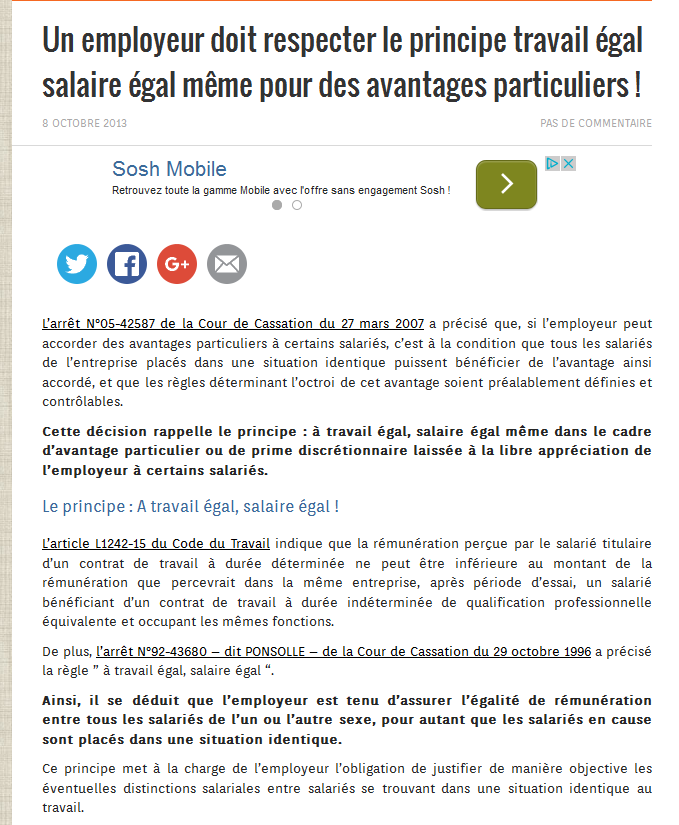 Un employeur doit respecter le principe travail égal
salaire égal même pour des avantages particuliers !
8 OCTOBRE 2013
PAS DE COMMENTAIRE
Sosh Mobile
Retrouvez toute la gamme Mobile avec l'offre sans engagement Sosh !
G+
L'arrêt N°05-42587 de la Cour de Cassation du 27 mars 2007 a précisé que, si l'employeur peut
accorder des avantages particuliers à certains salariés, c'est à la condition que tous les salariés
de l'entreprise placés dans une situation identique puissent bénéficier de l'avantage ainsi
accordé, et que les règles déterminant l'octroi de cet avantage soient préalablement définies et
contrôlables.
Cette décision rappelle le principe : à travail égal, salaire égal même dans le cadre
d'avantage particulier ou de prime discrétionnaire laissée à la libre appréciation de
l'employeur à certains salariés.
Le principe : A travail égal, salaire égal !
L'article L1242-15 du Code du Travail indique que la rémunération perçue par le salarié titulaire
d'un contrat de travail à durée déterminée ne peut être inférieure au montant de la
rémunération que percevrait dans la même entreprise, après période d'essai, un salarié
bénéficiant d'un contrat de travail à durée indéterminée de qualification professionnelle
équivalente et occupant les mêmes fonctions.
De plus, l'arrêt N°92-43680 – dit PONSOLLE – de la Cour de Cassation du 29 octobre 1996 a précisé
la règle ” à travail égal, salaire égal “.
Ainsi, il se déduit que l'employeur est tenu d'assurer l'égalité de rémunération
entre tous les salariés de l'un ou l'autre sexe, pour autant que les salariés en cause
sont placés dans une situation identique.
Ce principe met à la charge de l'employeur l'obligation de justifier de manière objective les
éventuelles distinctions salariales entre salariés se trouvant dans une situation identique au
travail.